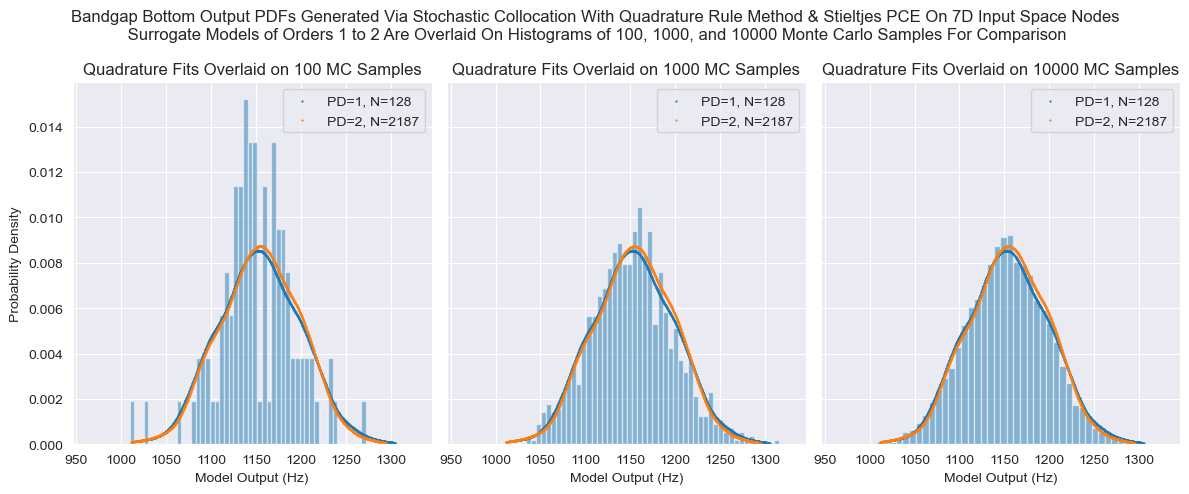 Bandgap Bottom Output PDFs Generated Via Stochastic Collocation With Quadrature Rule Method & Stieltjes PCE On 7D Input Space Nodes
Surrogate Models of Orders 1 to 2 Are Overlaid On Histograms of 100, 1000, and 10000 Monte Carlo Samples For Comparison
Quadrature Fits Overlaid on 100 MC Samples
PD=1, N=128
PD=2, N=2187
0.014
0.012
0.010
0.008
0.006
0.004
0.002
0.000
Probability Density
950 1000 1050 1100 1150 1200 1250 1300
Model Output (Hz)
Quadrature Fits Overlaid on 1000 MC Samples
PD=1, N=128
PD=2, N=2187
950 1000 1050 1100 1150 1200 1250 1300
Model Output (Hz)
Quadrature Fits Overlaid on 10000 MC Samples
PD=1, N=128
PD=2, N=2187
950 1000 1050 1100 1150 1200 1250 1300
Model Output (Hz)